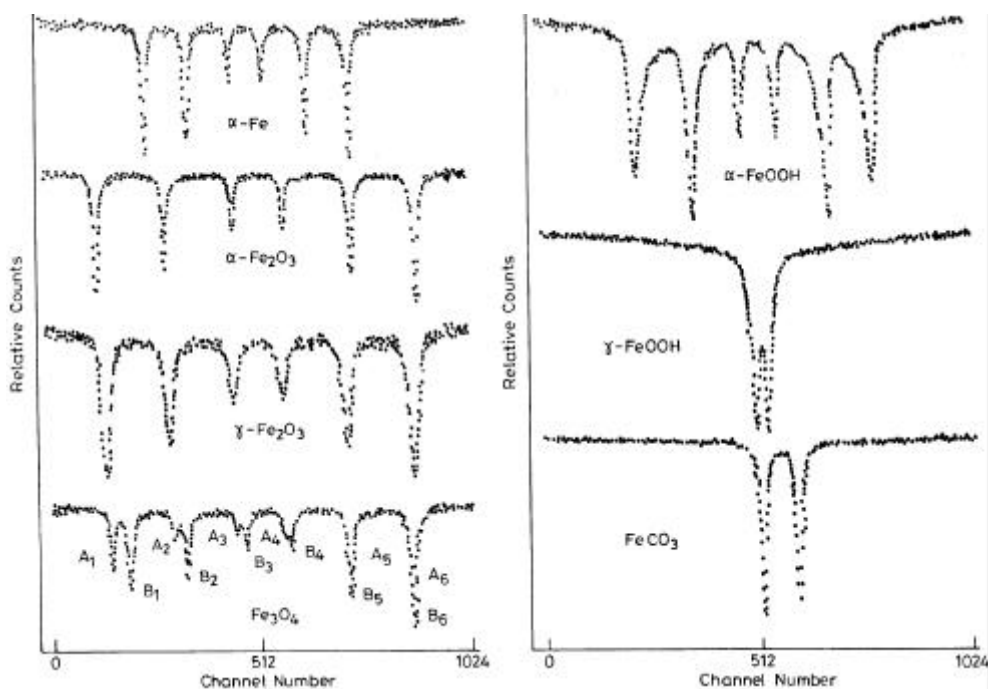 Relative Counts
α-Fe
α-Fe₂O₃
γ-Fe₂O₃
A₁
B₁
A₂
B₂
A₃
B₃
A₄
B₄
A₅
B₅
A₆
B₆
Fe₃O₄
0
512
1024
Channel Number
Relative Counts
α-FeOOH
γ-FeOOH
FeCO₃
0
512
1024
Channel Number